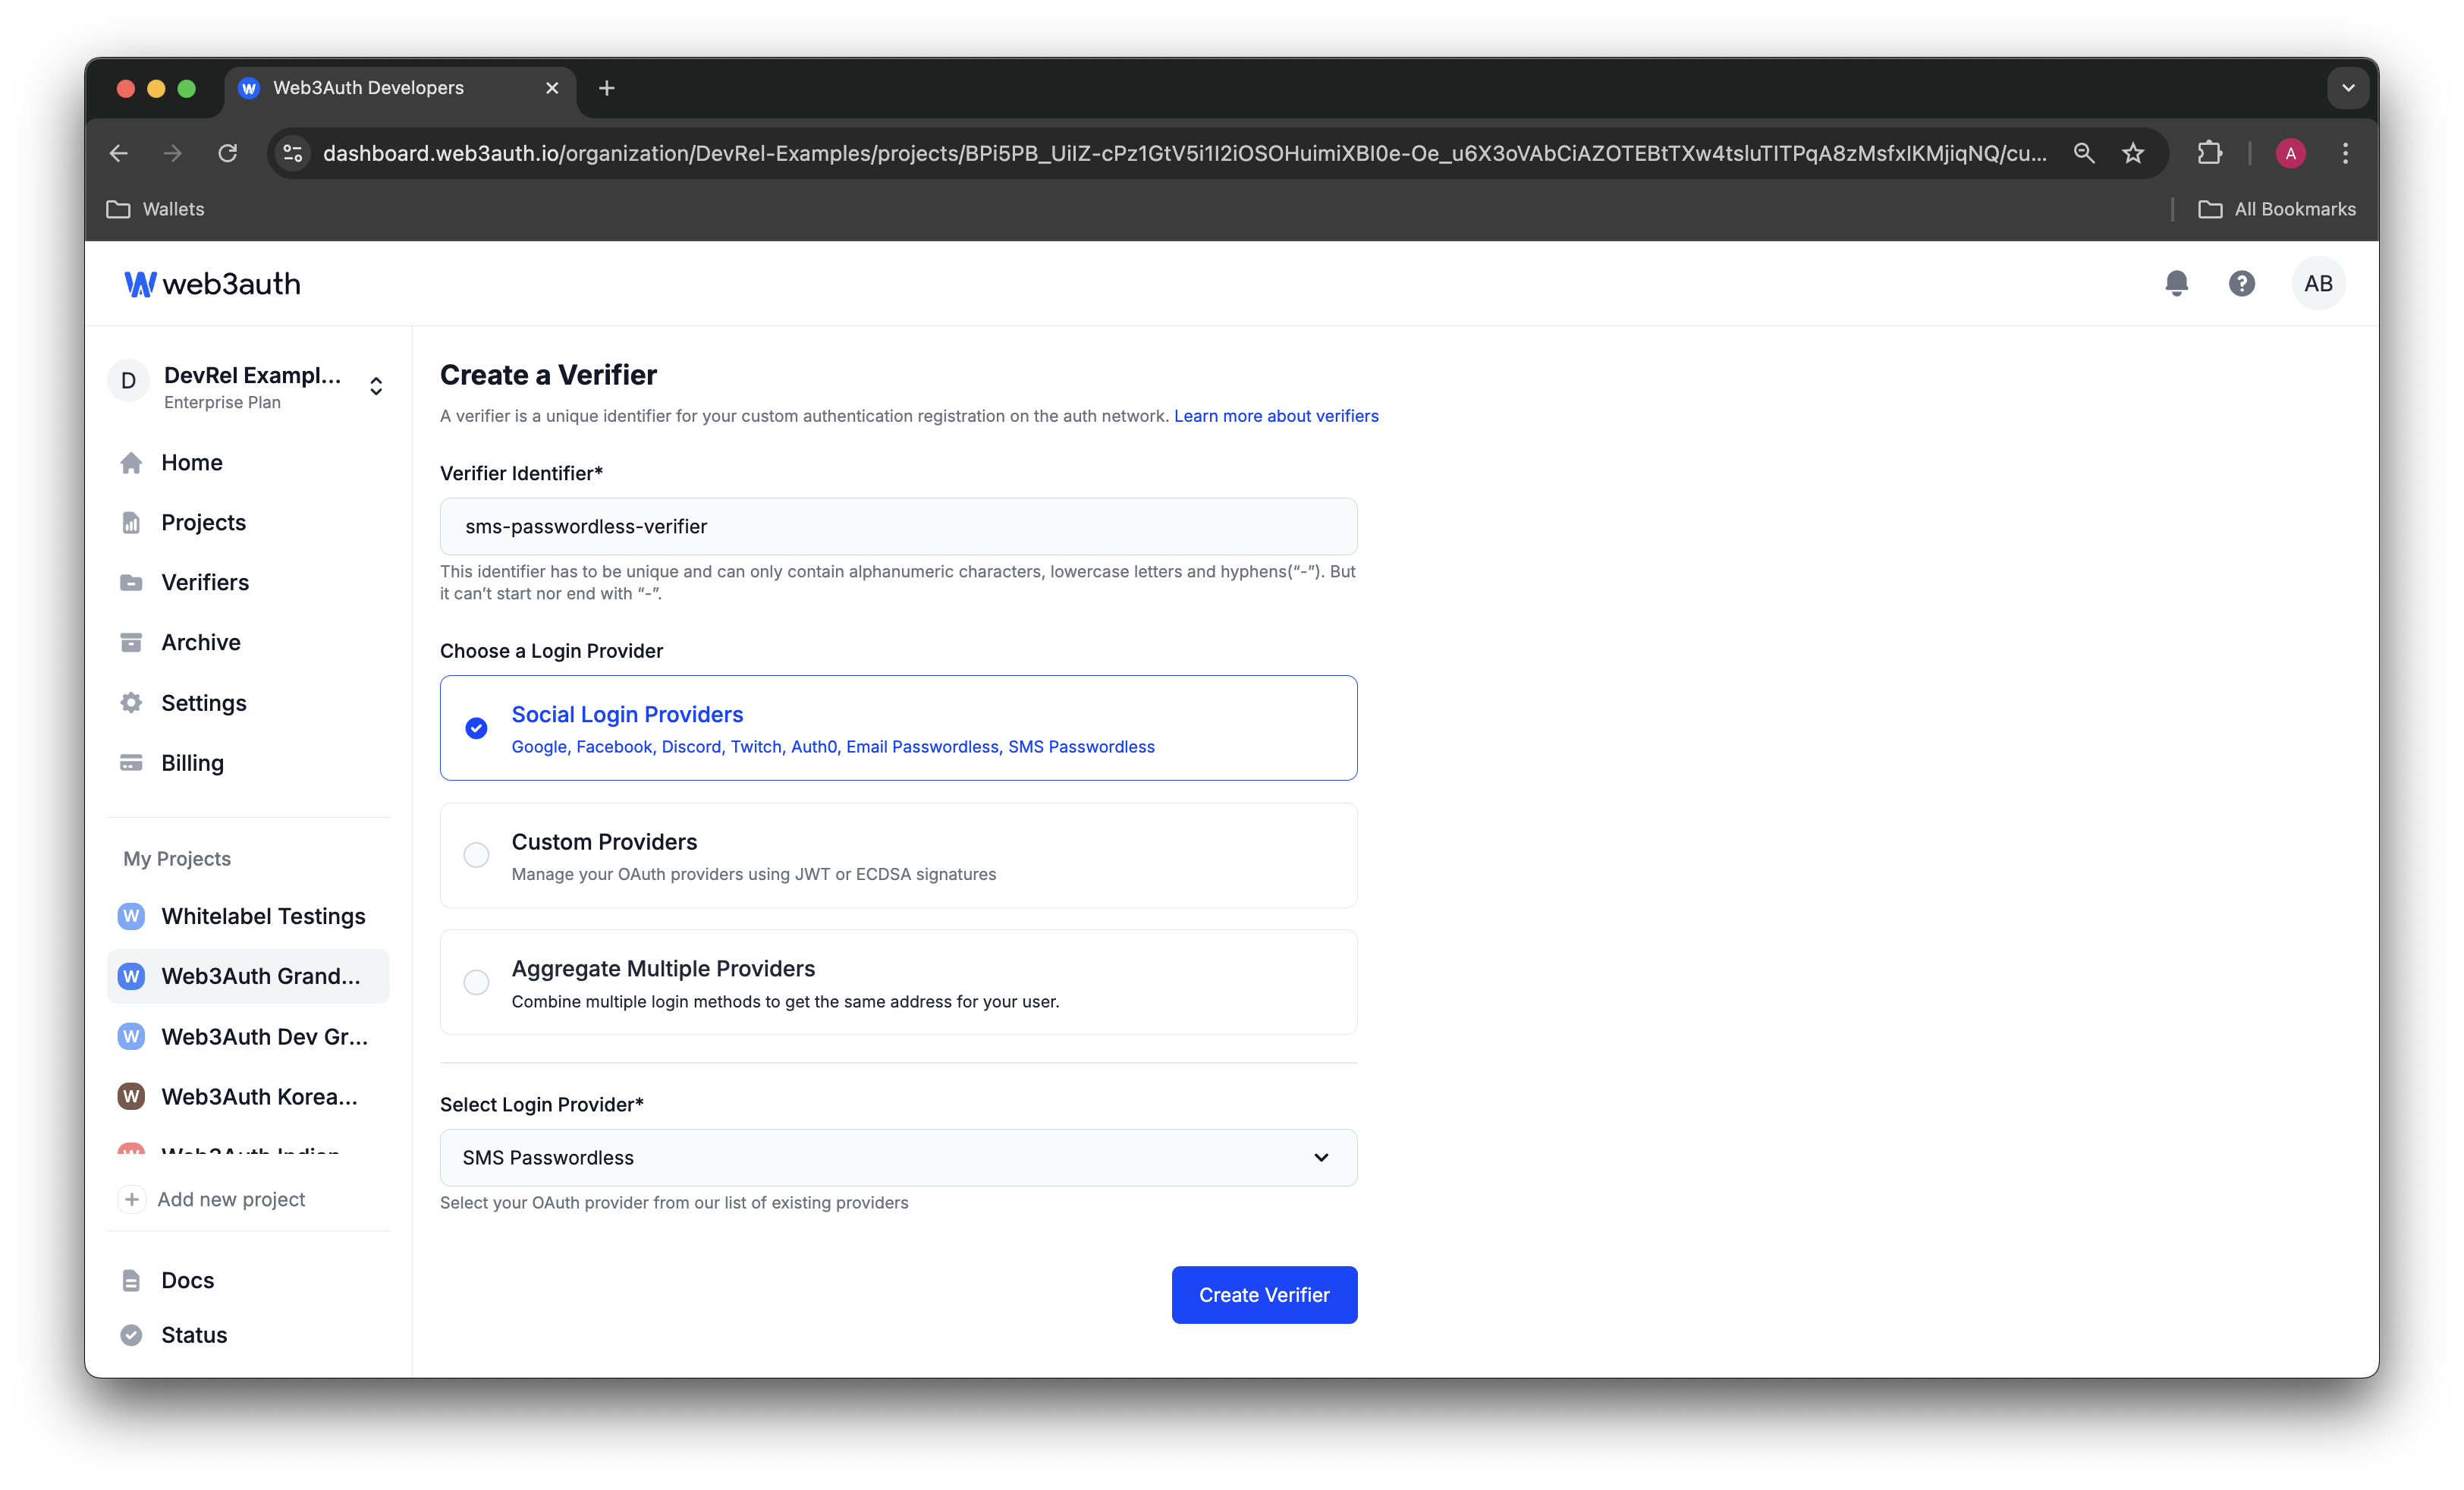 Web3Auth Developers
dashboard.web3auth.io/organization/DevRel-Examples/projects/BPi5PB_UiIZ-cPz1GtV5i1I2iOSOHuimiXBI0e-Oe_u6X3oVAbCiAZOTEBtTXw4tsluTITPqA8zMsfxlKMjiqNQ/cu...
A
Wallets
All Bookmarks
web3auth
AB
D
DevRel Exampl...
Enterprise Plan
Home
Projects
Verifiers
Archive
Settings
Billing
My Projects
W Whitelabel Testings
W Web3Auth Grand...
W Web3Auth Dev Gr...
W Web3Auth Korea...
W Web3Auth Indian
Add new project
Docs
Status
Create a Verifier
A verifier is a unique identifier for your custom authentication registration on the auth network. Learn more about verifiers
Verifier Identifier*
sms-passwordless-verifier
This identifier has to be unique and can only contain alphanumeric characters, lowercase letters and hyphens(“-”). But
it can’t start nor end with “-”.
Choose a Login Provider
Social Login Providers
Google, Facebook, Discord, Twitch, Auth0, Email Passwordless, SMS Passwordless
Custom Providers
Manage your OAuth providers using JWT or ECDSA signatures
Aggregate Multiple Providers
Combine multiple login methods to get the same address for your user.
Select Login Provider*
SMS Passwordless
Select your OAuth provider from our list of existing providers
Create Verifier